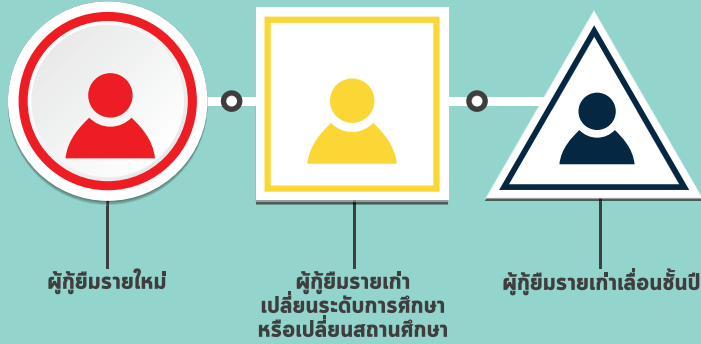 ผู้กู้ยืมรายใหม่
ผู้กู้ยืมรายเก่า
เปลี่ยนระดับการศึกษา
หรือเปลี่ยนสถานศึกษา
ผู้กู้ยืมรายเก่าเลื่อนชั้นปี